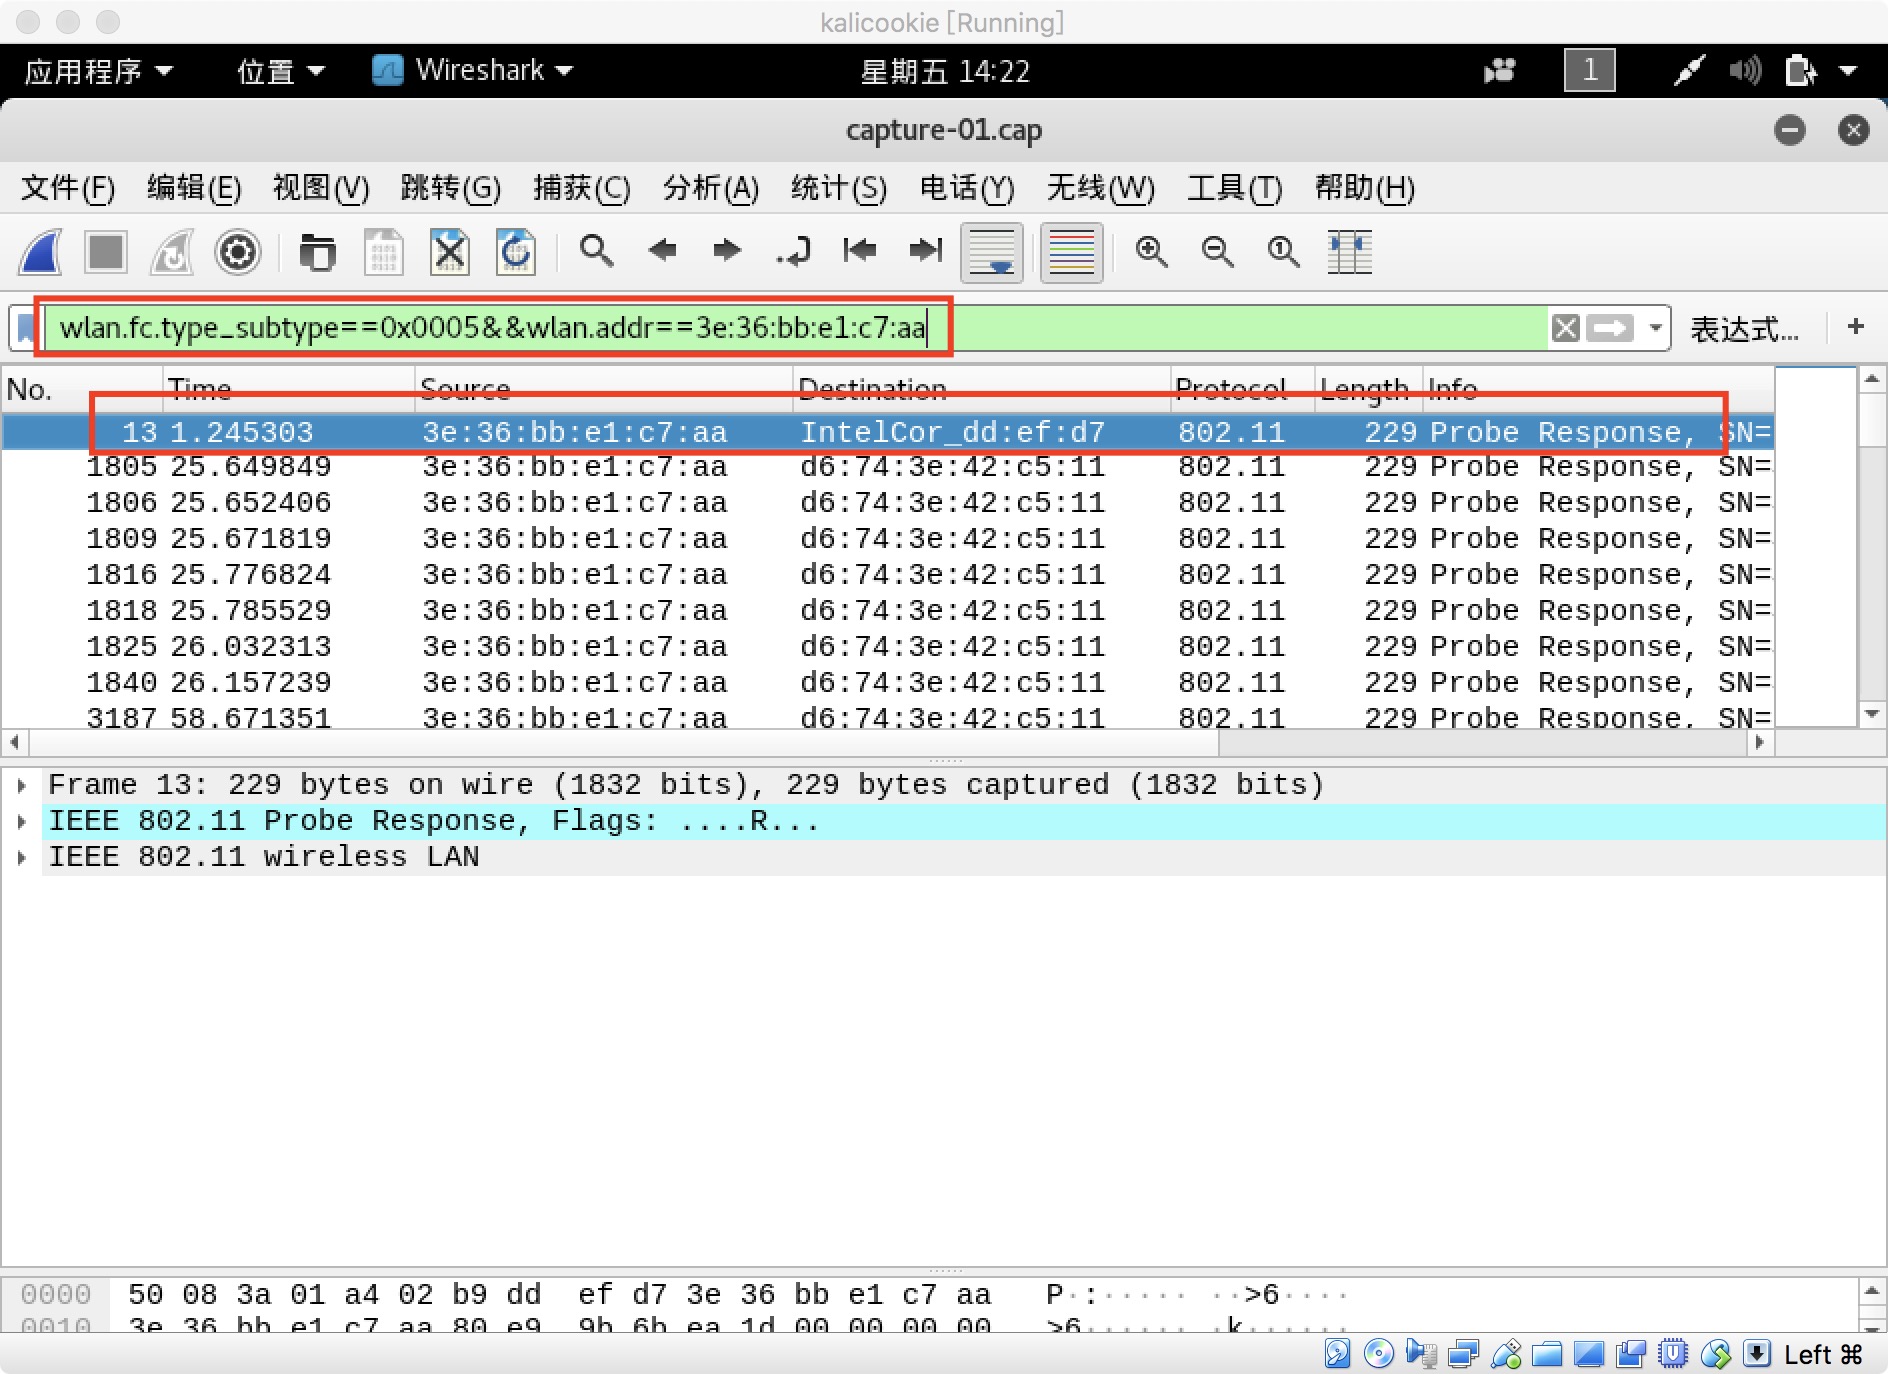 kalicookie [Running]
应用程序 位置 Wireshark 星期五 14:22 1
capture-01.cap
文件(F) 编辑(E) 视图(V) 跳转(G) 捕获(C) 分析(A) 统计(S) 电话(Y) 无线(W) 工具(T) 帮助(H)
wlan.fc.type_subtype==0x0005&&wlan.addr==3e:36:bb:e1:c7:aa 表达式… +
No. Time Source Destination Protocol Length Info
13 1.245303 3e:36:bb:e1:c7:aa IntelCor_dd:ef:d7 802.11 229 Probe Response, SN=
1805 25.649849 3e:36:bb:e1:c7:aa d6:74:3e:42:c5:11 802.11 229 Probe Response, SN=
1806 25.652406 3e:36:bb:e1:c7:aa d6:74:3e:42:c5:11 802.11 229 Probe Response, SN=
1809 25.671819 3e:36:bb:e1:c7:aa d6:74:3e:42:c5:11 802.11 229 Probe Response, SN=
1816 25.776824 3e:36:bb:e1:c7:aa d6:74:3e:42:c5:11 802.11 229 Probe Response, SN=
1818 25.785529 3e:36:bb:e1:c7:aa d6:74:3e:42:c5:11 802.11 229 Probe Response, SN=
1825 26.032313 3e:36:bb:e1:c7:aa d6:74:3e:42:c5:11 802.11 229 Probe Response, SN=
1840 26.157239 3e:36:bb:e1:c7:aa d6:74:3e:42:c5:11 802.11 229 Probe Response, SN=
3187 58.671351 3e:36:bb:e1:c7:aa d6:74:3e:42:c5:11 802.11 229 Probe Response, SN=
Frame 13: 229 bytes on wire (1832 bits), 229 bytes captured (1832 bits)
IEEE 802.11 Probe Response, Flags: ....R...
IEEE 802.11 wireless LAN
0000 50 08 3a 01 a4 02 b9 dd ef d7 3e 36 bb e1 c7 aa P·:····· ··>6····
0010 3e 36 bb e1 c7 aa 80 e9 9b 6b ea 1d 00 00 00 00 >6······ ·k······
Left ⌘